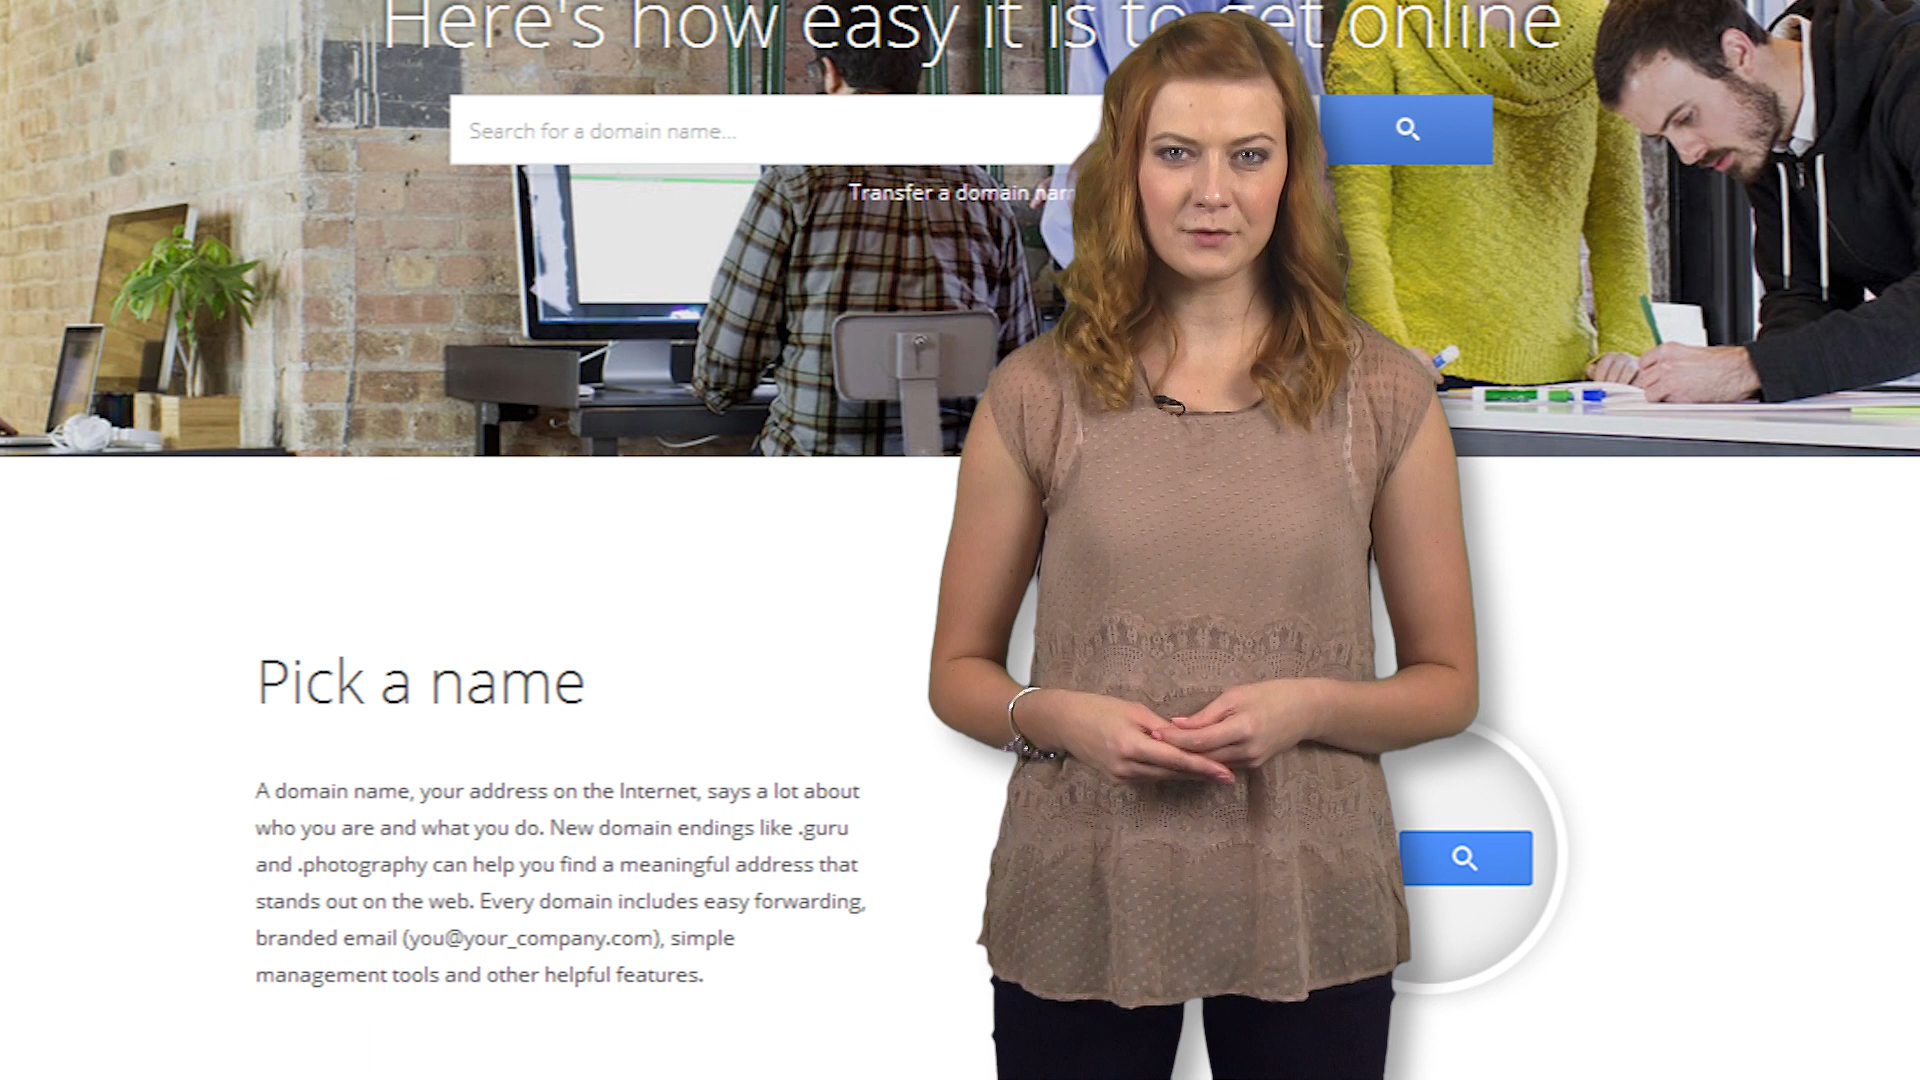 Here's how easy it is to get online
Search for a domain name...
Transfer a domain
Pick a name
A domain name, your address on the Internet, says a lot about
who you are and what you do. New domain endings like .guru
and .photography can help you find a meaningful address that
stands out on the web. Every domain includes easy forwarding,
branded email (you@your_company.com), simple
management tools and other helpful features.